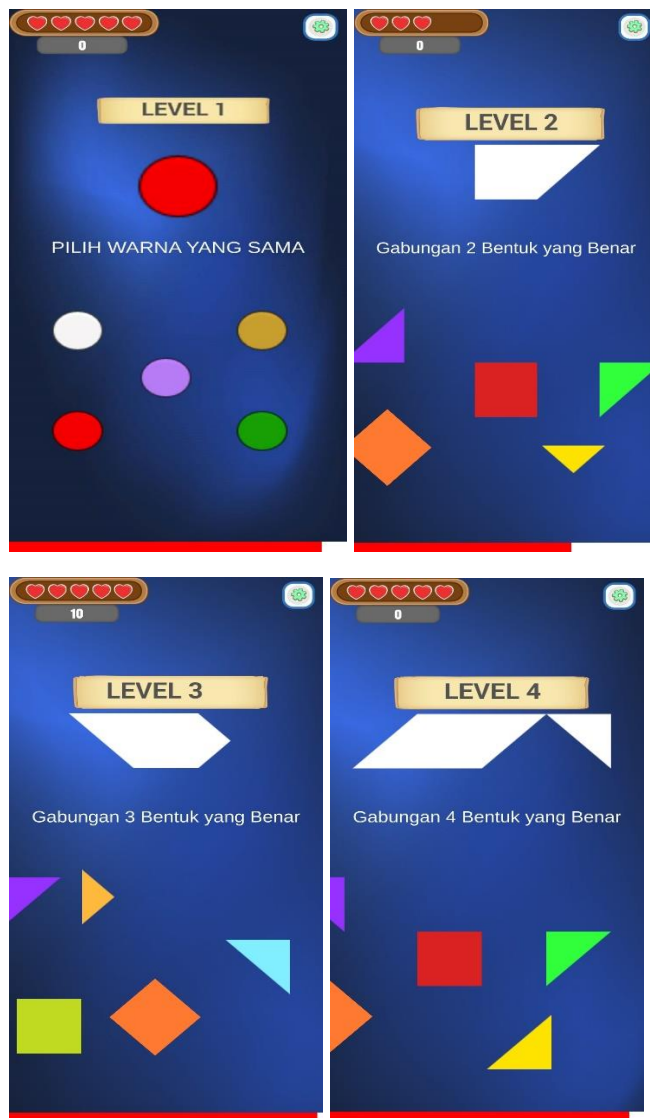 0
LEVEL 1
PILIH WARNA YANG SAMA
0
LEVEL 2
Gabungan 2 Bentuk yang Benar
10
LEVEL 3
Gabungan 3 Bentuk yang Benar
0
LEVEL 4
Gabungan 4 Bentuk yang Benar